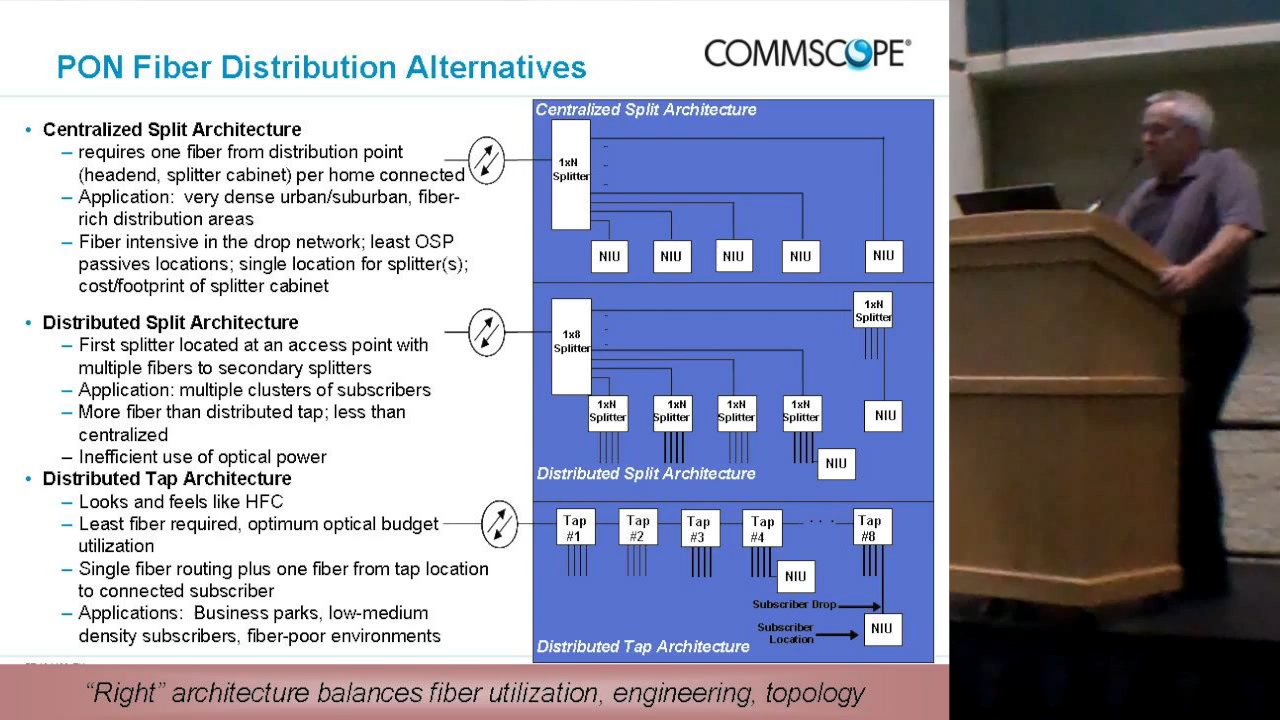 PON Fiber Distribution Alternatives
COMMSCOPE®
• Centralized Split Architecture
– requires one fiber from distribution point
(headend, splitter cabinet) per home connected
– Application: very dense urban/suburban, fiber-
rich distribution areas
– Fiber intensive in the drop network; least OSP
passives locations; single location for splitter(s);
cost/footprint of splitter cabinet
• Distributed Split Architecture
– First splitter located at an access point with
multiple fibers to secondary splitters
– Application: multiple clusters of subscribers
– More fiber than distributed tap; less than
centralized
– Inefficient use of optical power
• Distributed Tap Architecture
– Looks and feels like HFC
– Least fiber required, optimum optical budget
utilization
– Single fiber routing plus one fiber from tap location
to connected subscriber
– Applications: Business parks, low-medium
density subscribers, fiber-poor environments
Centralized Split Architecture
1xN
Splitter
NIU NIU NIU NIU NIU
1xN
Splitter
1x8
Splitter
1xN 1xN 1xN 1xN
Splitter Splitter Splitter Splitter
NIU
NIU
Distributed Split Architecture
Tap Tap Tap Tap . . . Tap
#1 #2 #3 #4 #8
NIU
Subscriber Drop
Subscriber
Location
NIU
Distributed Tap Architecture
“Right” architecture balances fiber utilization, engineering, topology